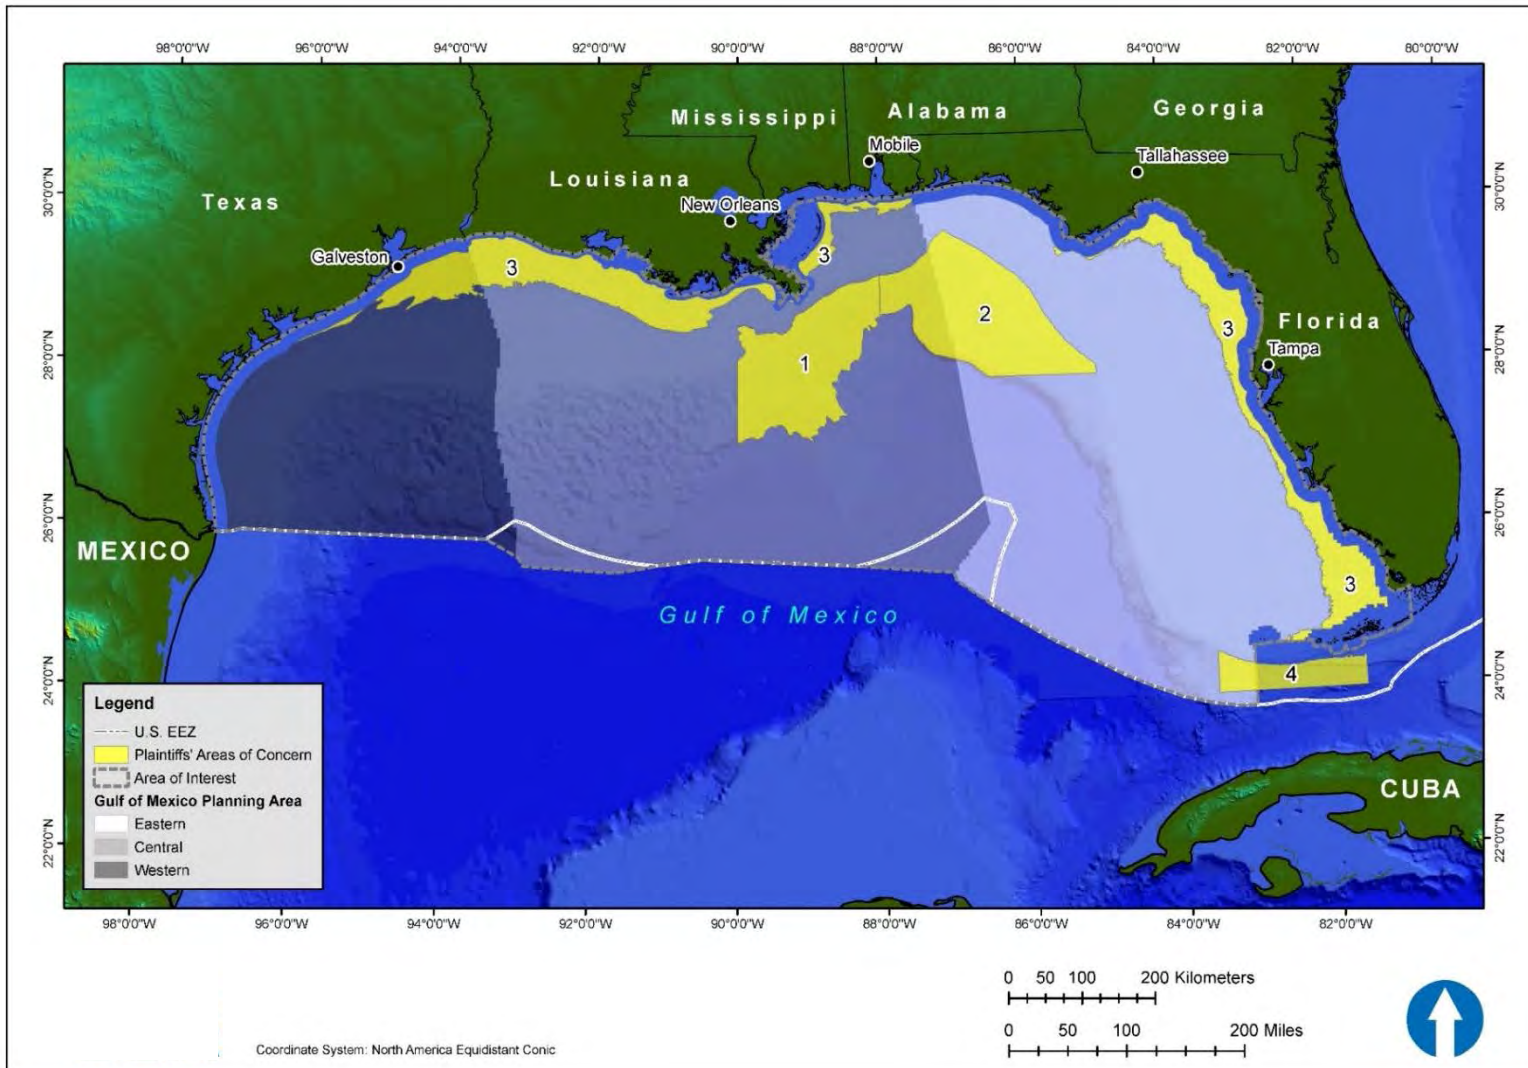 98°0'0"W 96°0'0"W 94°0'0"W 92°0'0"W 90°0'0"W 88°0'0"W 86°0'0"W 84°0'0"W 82°0'0"W 80°0'0"W
Mississippi
Alabama
Georgia
Mobile
Tallahassee
Louisiana
Texas
New Orleans
30°0'0"N
30°0'0"N
Galveston
3
3
2
3
Florida
Tampa
1
28°0'0"N
28°0'0"N
26°0'0"N
26°0'0"N
MEXICO
3
Gulf of Mexico
4
24°0'0"N
24°0'0"N
Legend
U.S. EEZ
Plaintiffs' Areas of Concern
Area of Interest
Gulf of Mexico Planning Area
Eastern
Central
Western
CUBA
22°0'0"N
22°0'0"N
98°0'0"W 96°0'0"W 94°0'0"W 92°0'0"W 90°0'0"W 88°0'0"W 86°0'0"W 84°0'0"W 82°0'0"W
0 50 100 200 Kilometers
0 50 100 200 Miles
Coordinate System: North America Equidistant Conic